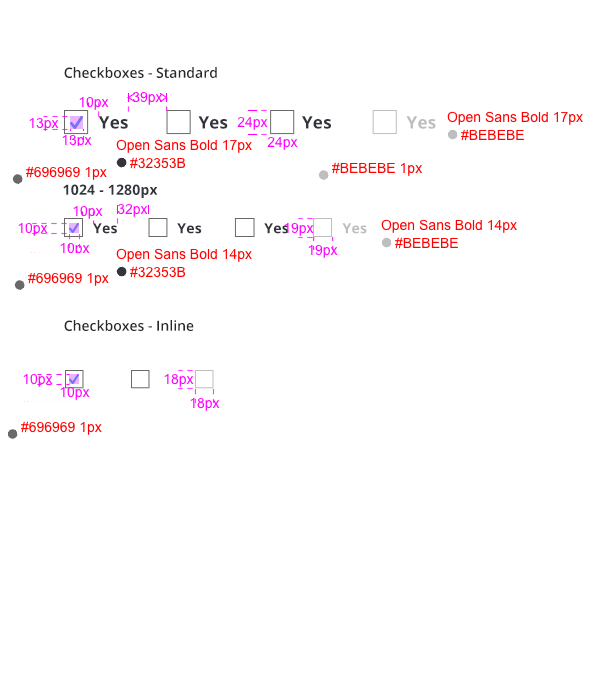 Checkboxes - Standard
39px
10px
13px
Yes
Yes
24px
Yes
Yes
Open Sans Bold 17px
#BEBEBE
13px
24px
Open Sans Bold 17px
#32353B
#696969 1px
#BEBEBE 1px
1024 - 1280px
10px
32px
10px
Yes
Yes
Yes
19px
Yes
Open Sans Bold 14px
#BEBEBE
10px
19px
Open Sans Bold 14px
#32353B
#696969 1px
Checkboxes - Inline
10px
18px
10px
18px
#696969 1px